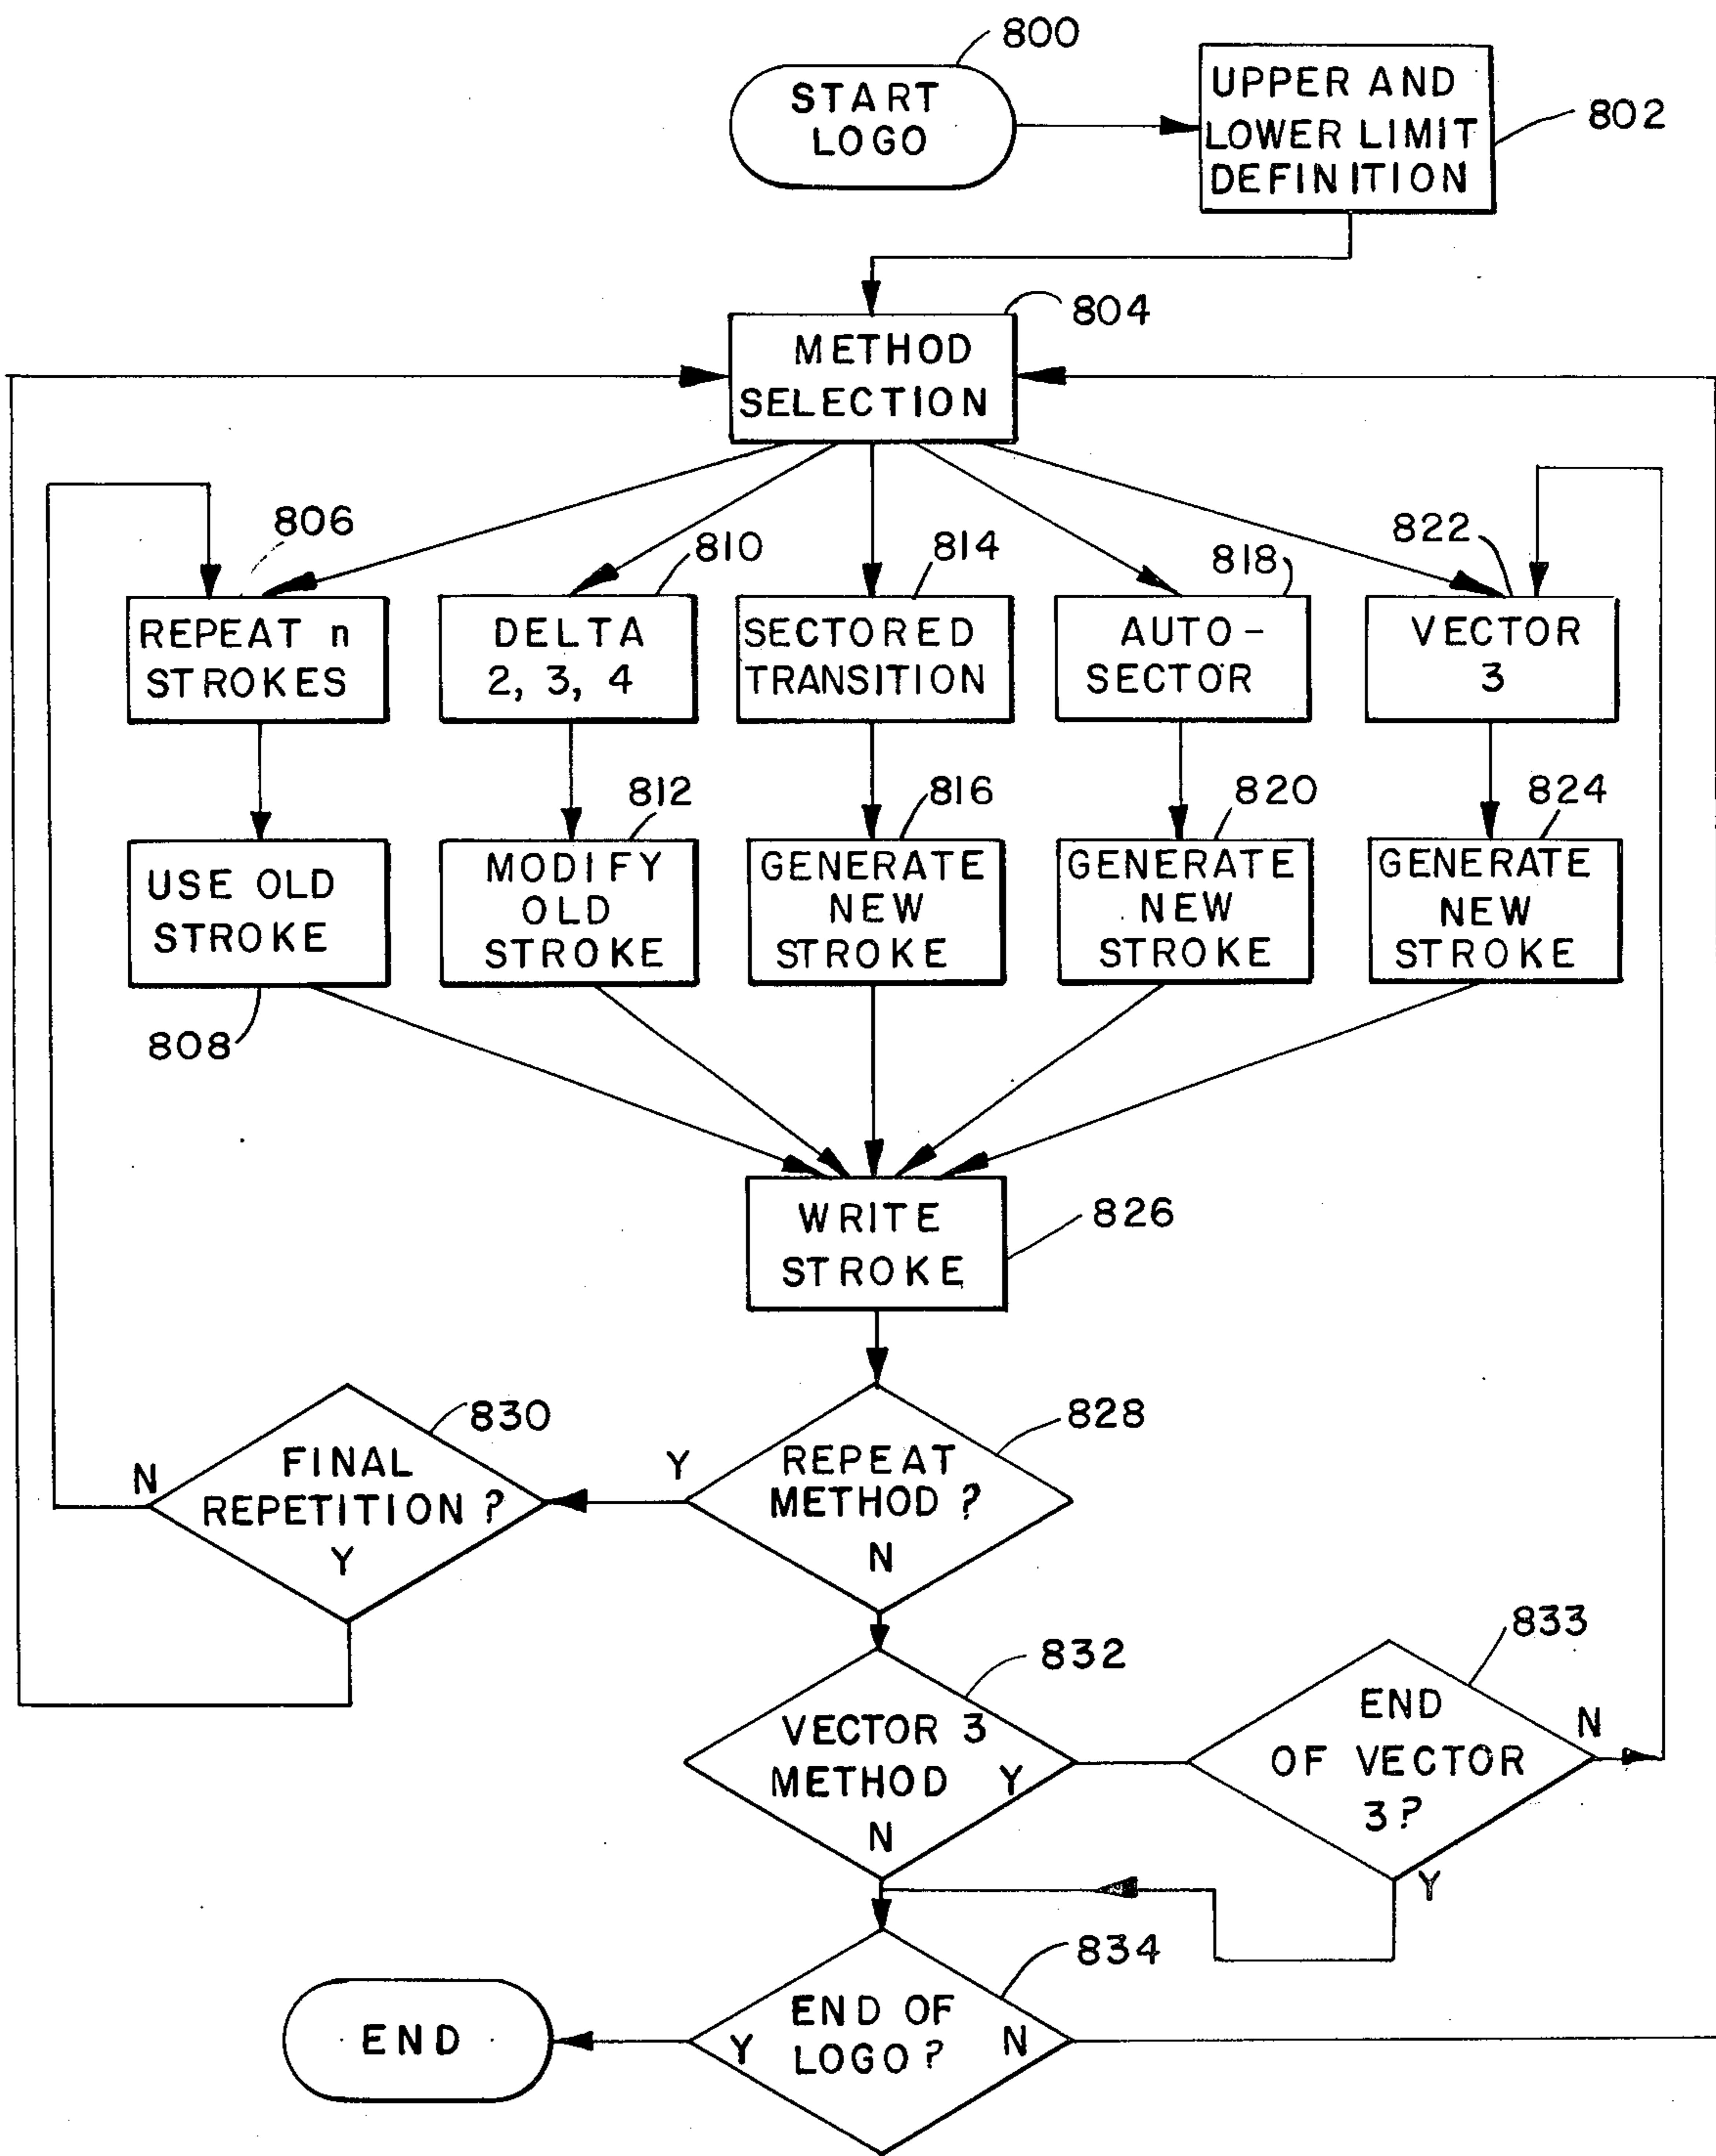 800
START
LOGO
UPPER AND
LOWER LIMIT
DEFINITION
802
804
METHOD
SELECTION
806
810
814
818
822
REPEAT n
STROKES
DELTA
2, 3, 4
SECTORED
TRANSITION
AUTO-
SECTOR
VECTOR
3
812
816
820
824
USE OLD
STROKE
MODIFY
OLD
STROKE
GENERATE
NEW
STROKE
GENERATE
NEW
STROKE
GENERATE
NEW
STROKE
808
WRITE
STROKE
826
830
FINAL
REPETITION ?
N
Y
828
REPEAT
METHOD ?
Y
N
832
VECTOR 3
METHOD
Y
N
833
END
OF VECTOR
3?
N
Y
834
END OF
LOGO?
Y
N
END